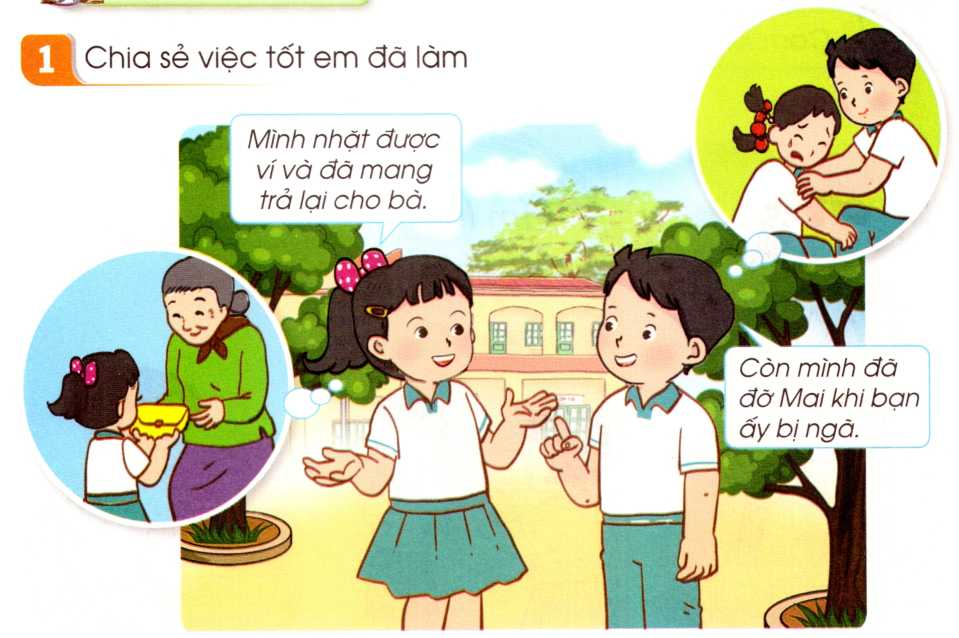 1 Chia sẻ việc tốt em đã làm
Mình nhặt được
ví và đã mang
trả lại cho bà.
Còn mình đã
đỡ Mai khi bạn
ấy bị ngã.